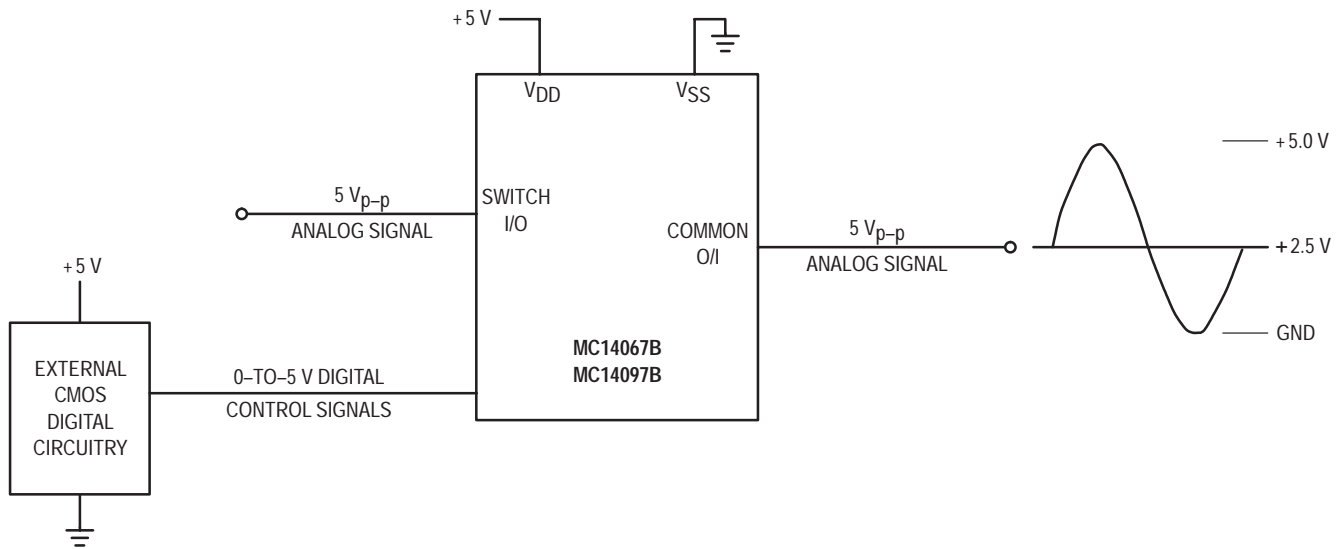 +5 V
VDD
VSS
5 Vp–p
ANALOG SIGNAL
SWITCH
I/O
COMMON
O/I
5 Vp–p
ANALOG SIGNAL
+5.0 V
+2.5 V
GND
MC14067B
MC14097B
+5 V
EXTERNAL
CMOS
DIGITAL
CIRCUITRY
0–TO–5 V DIGITAL
CONTROL SIGNALS